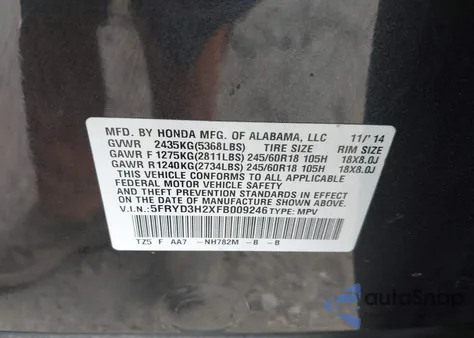 MFD. BY HONDA MFG. OF ALABAMA, LLC 11/'14
GVWR 2435KG(5368LBS) TIRE SIZE RIM SIZE
GAWR F 1275KG(2811LBS) 245/60R18 105H 18X8.0J
GAWR R 1240KG(2734LBS) 245/60R18 105H 18X8.0J
THIS VEHICLE CONFORMS TO ALL APPLICABLE
FEDERAL MOTOR VEHICLE SAFETY STANDARDS IN
EFFECT ON THE DATE OF MANUFACTURE SHOWN ABOVE.
V.I.N.:5FRYD3H2XFB009246 TYPE: MPV
TZ5 F AA7 -NH782M -B -B
AutoSnap